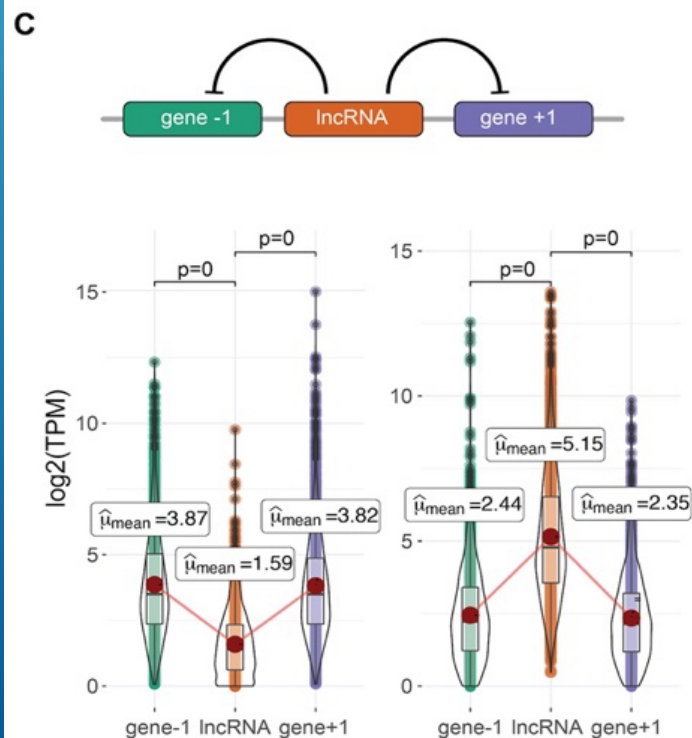 C
gene -1 lncRNA gene +1
log2(TPM)
p=0
p=0
15
10
5
0
μ̂mean =3.87
μ̂mean =1.59
μ̂mean =3.82
gene-1 lncRNA gene+1
p=0
p=0
15
10
5
0
μ̂mean =2.44
μ̂mean =5.15
μ̂mean =2.35
gene-1 lncRNA gene+1